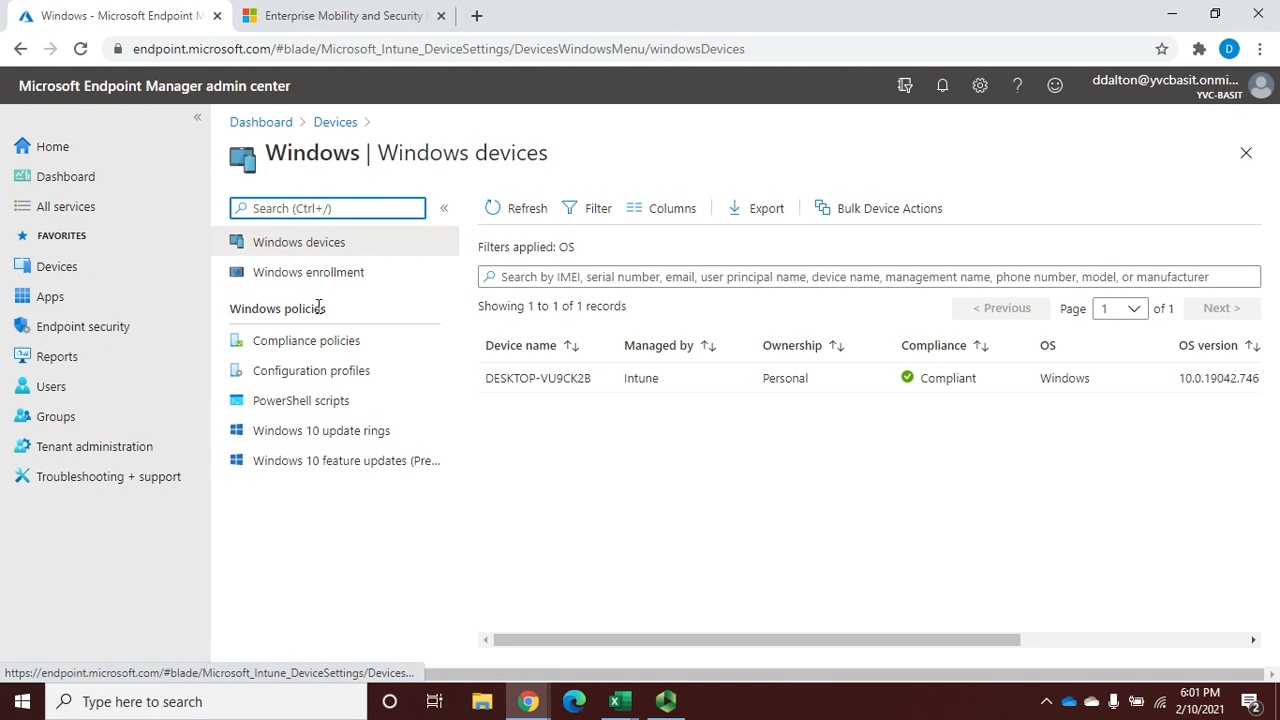 Windows - Microsoft Endpoint M
Enterprise Mobility and Security
endpoint.microsoft.com/#blade/Microsoft_Intune_DeviceSettings/DevicesWindowsMenu/windowsDevices
D
Microsoft Endpoint Manager admin center
ddalton@yvcbasit.onmi...
YVC-BASIT
Dashboard > Devices >
Windows | Windows devices
Home
Dashboard
All services
FAVORITES
Devices
Apps
Endpoint security
Reports
Users
Groups
Tenant administration
Troubleshooting + support
Search (Ctrl+/)
Windows devices
Windows enrollment
Windows policies
Compliance policies
Configuration profiles
PowerShell scripts
Windows 10 update rings
Windows 10 feature updates (Pre...
Refresh Filter Columns Export Bulk Device Actions
Filters applied: OS
Search by IMEI, serial number, email, user principal name, device name, management name, phone number, model, or manufacturer
Showing 1 to 1 of 1 records
< Previous Page 1 of 1 Next >
Device name Managed by Ownership Compliance OS OS version
DESKTOP-VU9CK2B Intune Personal Compliant Windows 10.0.19042.746
https://endpoint.microsoft.com/#blade/Microsoft_Intune_DeviceSettings/Devices...
Type here to search
6:01 PM
2/10/2021
2